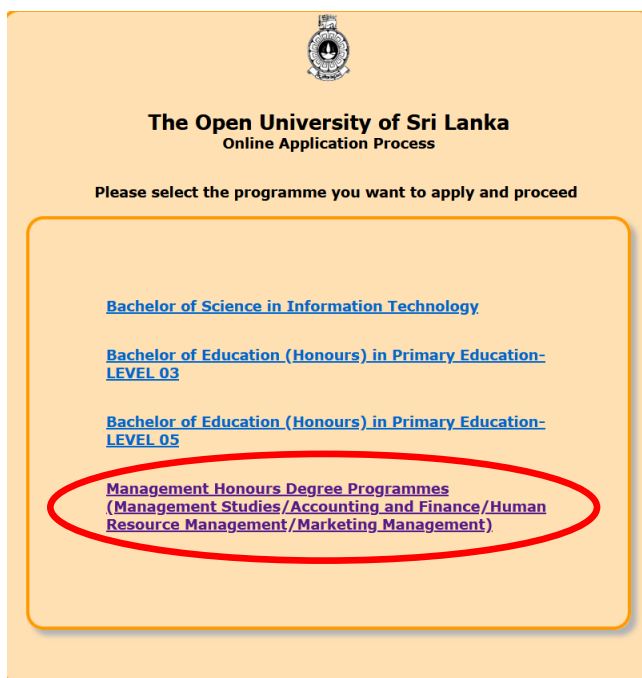 The Open University of Sri Lanka
Online Application Process
Please select the programme you want to apply and proceed
Bachelor of Science in Information Technology
Bachelor of Education (Honours) in Primary Education-
LEVEL 03
Bachelor of Education (Honours) in Primary Education-
LEVEL 05
Management Honours Degree Programmes
(Management Studies/Accounting and Finance/Human
Resource Management/Marketing Management)